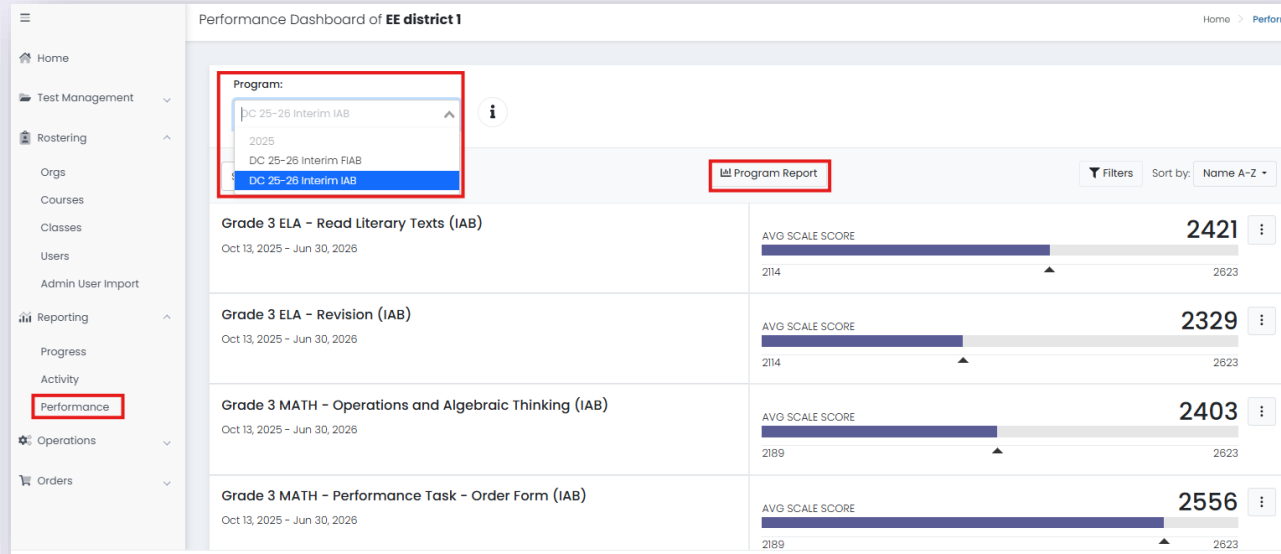 Performance Dashboard of EE district 1
Home > Perfor
Home
Test Management
Rostering
Orgs
Courses
Classes
Users
Admin User Import
Reporting
Progress
Activity
Performance
Operations
Orders
Program:
DC 25-26 Interim IAB
i
2025
DC 25-26 Interim FIAB
DC 25-26 Interim IAB
Program Report
Filters
Sort by: Name A-Z
Grade 3 ELA - Read Literary Texts (IAB)
Oct 13, 2025 - Jun 30, 2026
AVG SCALE SCORE
2421
2114
2623
Grade 3 ELA - Revision (IAB)
Oct 13, 2025 - Jun 30, 2026
AVG SCALE SCORE
2329
2114
2623
Grade 3 MATH - Operations and Algebraic Thinking (IAB)
Oct 13, 2025 - Jun 30, 2026
AVG SCALE SCORE
2403
2189
2623
Grade 3 MATH - Performance Task - Order Form (IAB)
Oct 13, 2025 - Jun 30, 2026
AVG SCALE SCORE
2556
2189
2623